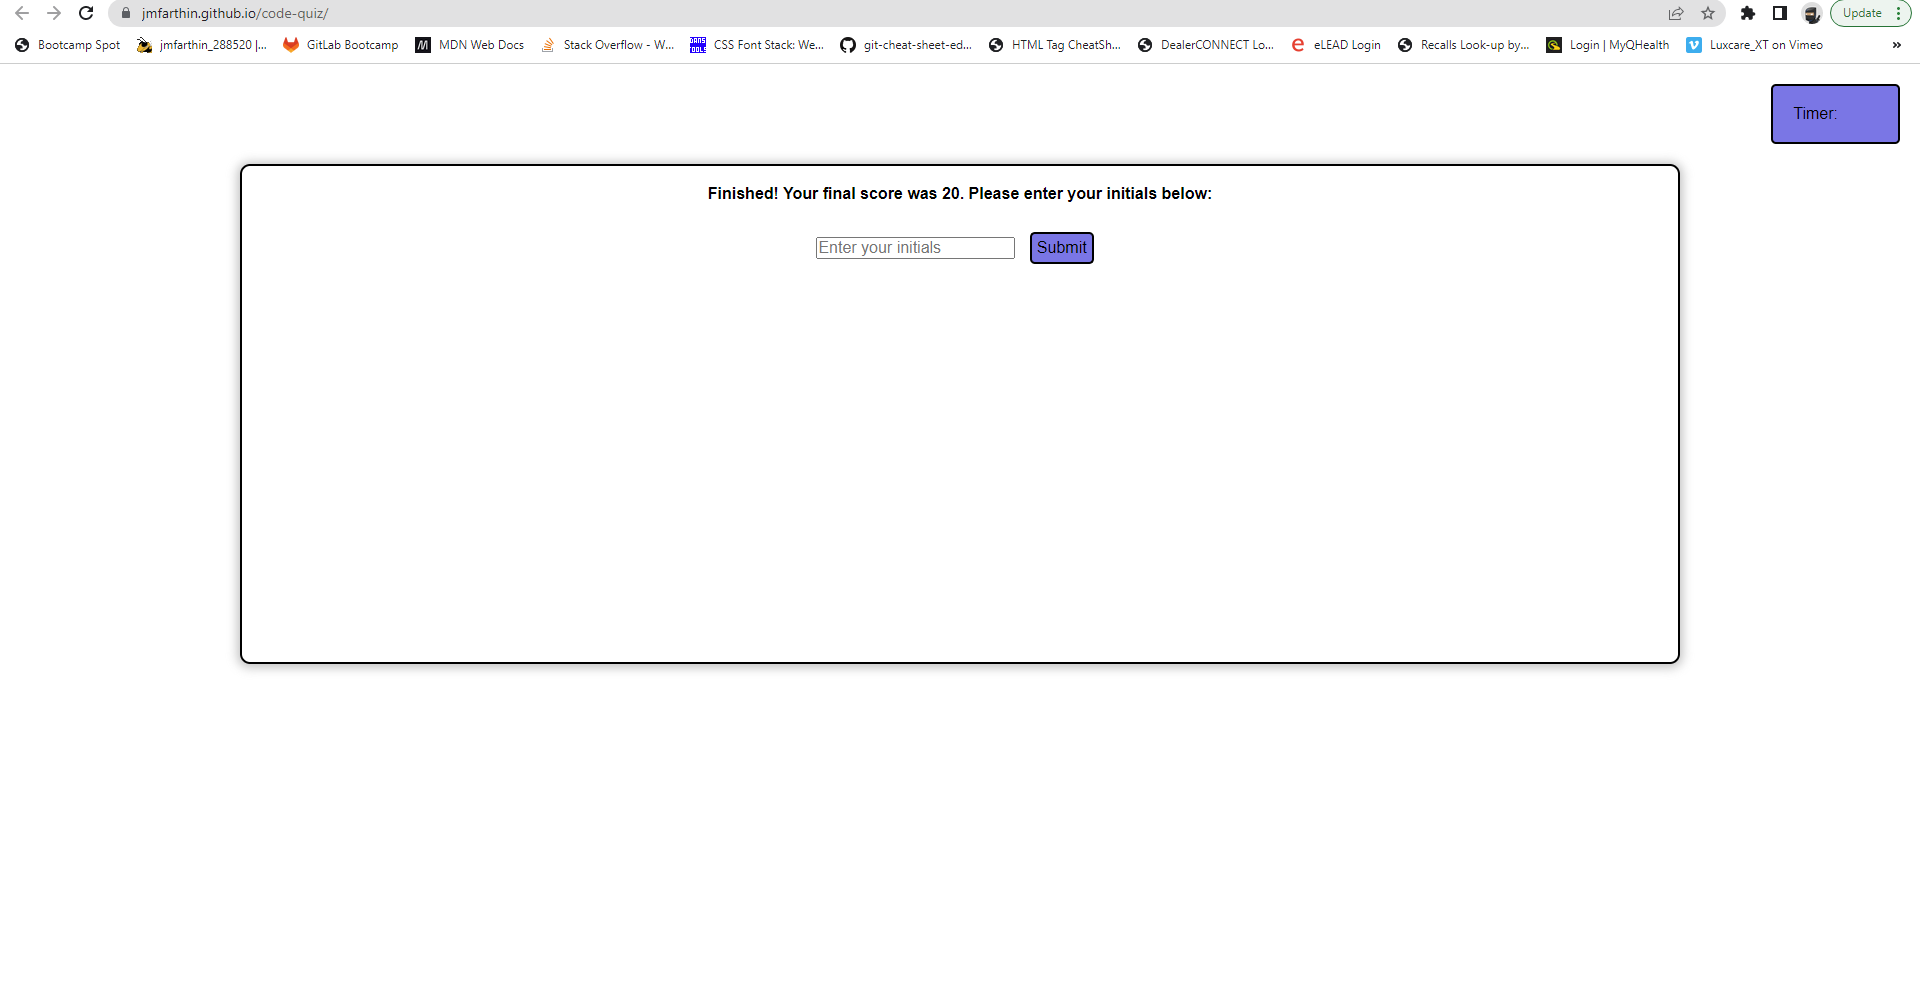 jmfarthin.github.io/code-quiz/
Update
Bootcamp Spot
jmfarthin_288520 |...
GitLab Bootcamp
MDN Web Docs
Stack Overflow - W...
CSS Font Stack: We...
git-cheat-sheet-ed...
HTML Tag CheatSh...
DealerCONNECT Lo...
eLEAD Login
Recalls Look-up by...
Login | MyQHealth
Luxcare_XT on Vimeo
»
Timer:
Finished! Your final score was 20. Please enter your initials below:
Enter your initials
Submit